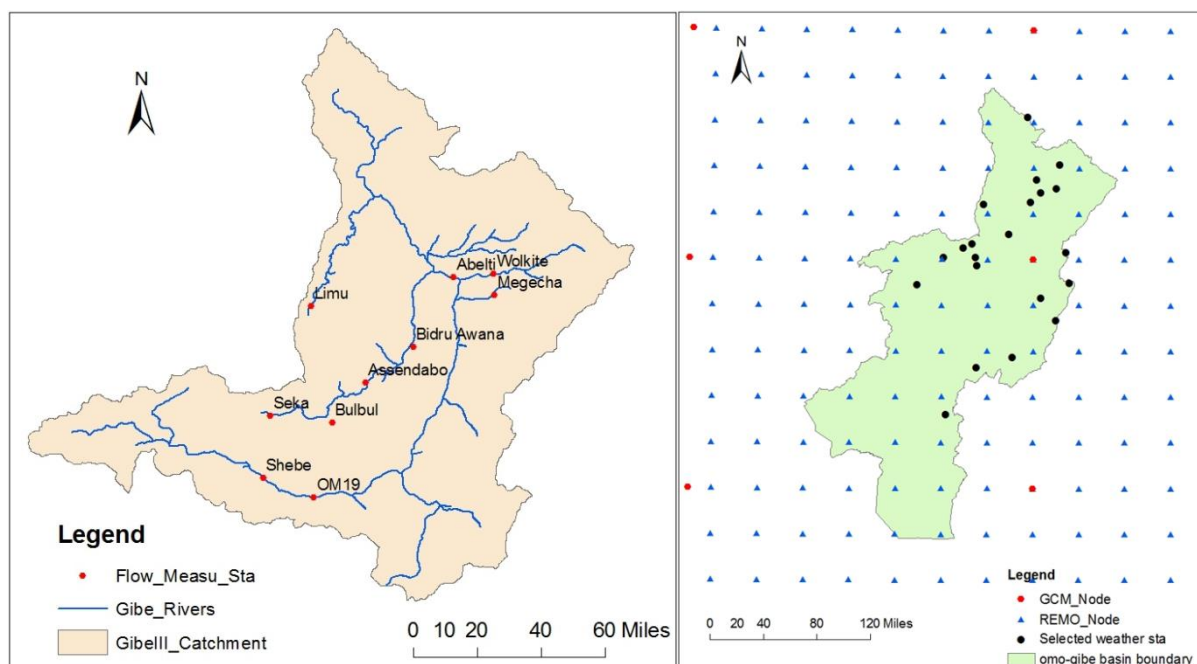 N
Limu
Abelti
Wolkite
Megecha
Bidru Awana
Assendabo
Seka
Bulbul
Shebe
OM19
Legend
Flow_Measu_Sta
Gibe_Rivers
GibeIII_Catchment
0 10 20 40 60 Miles
N
Legend
GCM_Node
REMO_Node
Selected weather sta
omo-gibe basin boundary
0 20 40 80 120 Miles